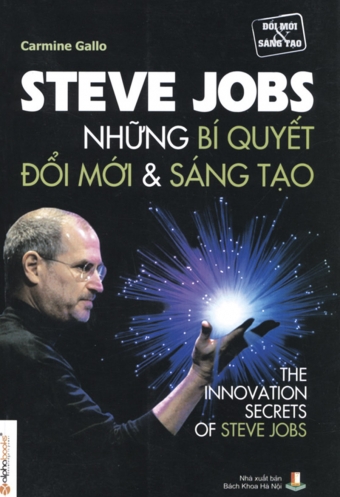 Carmine Gallo
ĐỔI MỚI
&
SÁNG TẠO
STEVE JOBS
NHỮNG BÍ QUYẾT
ĐỔI MỚI & SÁNG TẠO
THE
INNOVATION
SECRETS
OF STEVE JOBS
alphabooks
Nhà xuất bản
Bách Khoa Hà Nội